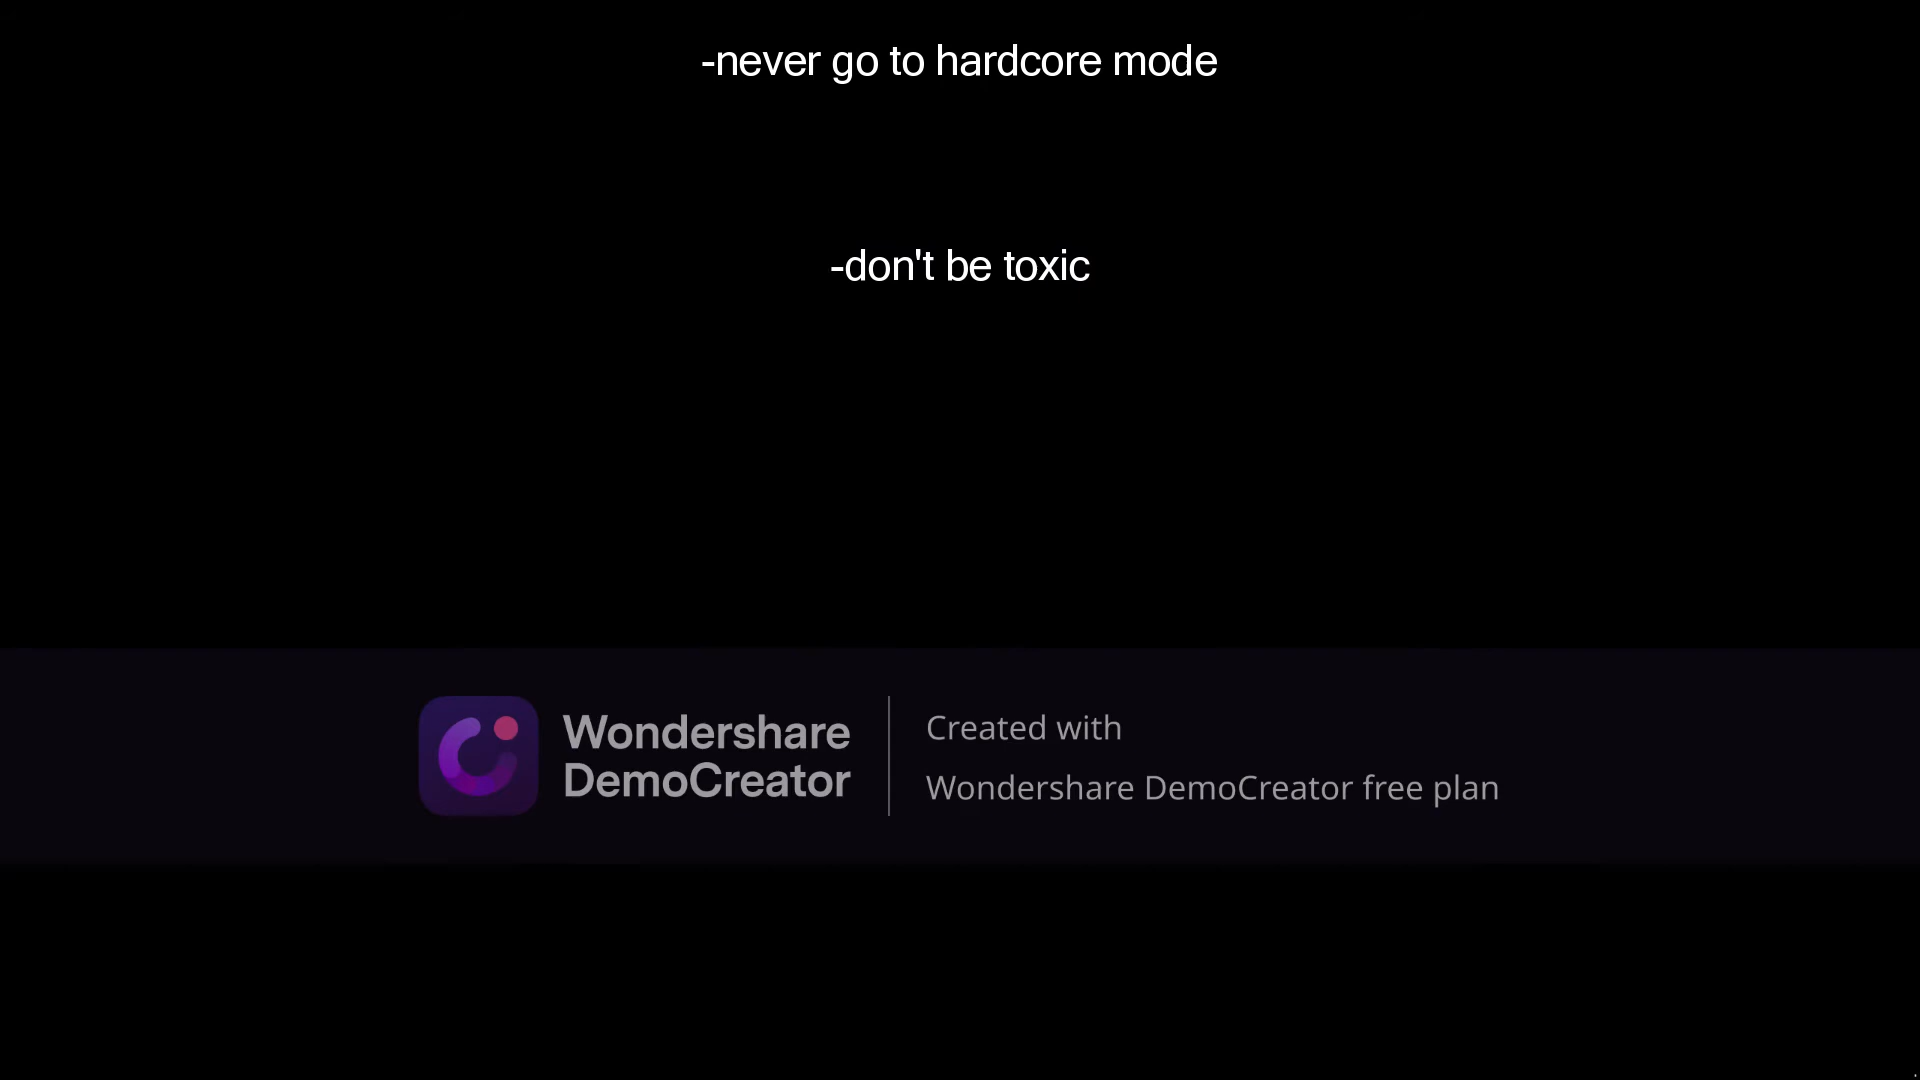 -never go to hardcore mode
-don't be toxic
Wondershare
DemoCreator
Created with
Wondershare DemoCreator free plan